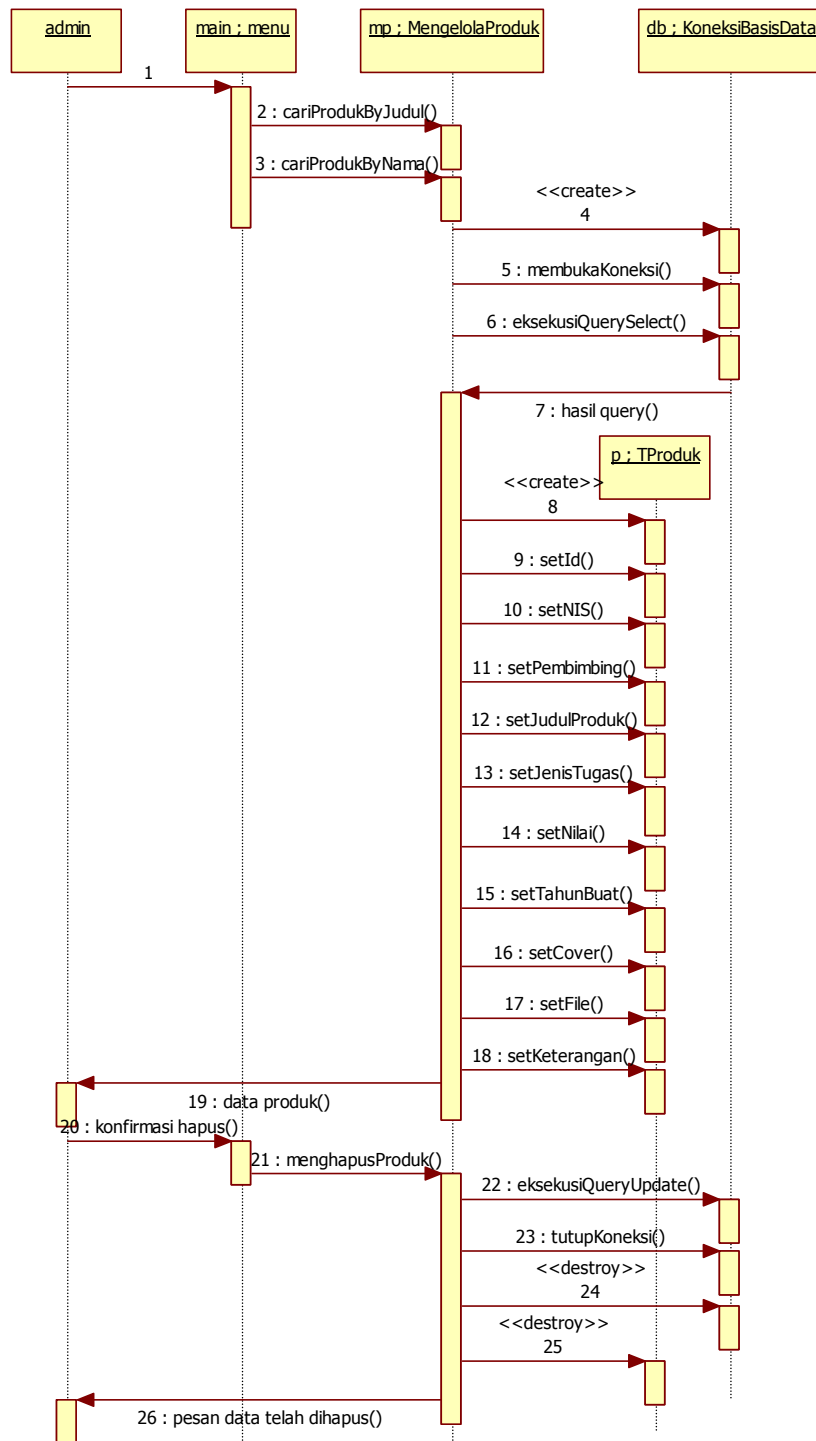 admin
main ; menu
mp ; MengelolaProduk
db ; KoneksiBasisData
1
2 : cariProdukByJudul()
3 : cariProdukByNama()
<<create>>
4
5 : membukaKoneksi()
6 : eksekusiQuerySelect()
7 : hasil query()
p ; TProduk
<<create>>
8
9 : setId()
10 : setNIS()
11 : setPembimbing()
12 : setJudulProduk()
13 : setJenisTugas()
14 : setNilai()
15 : setTahunBuat()
16 : setCover()
17 : setFile()
18 : setKeterangan()
19 : data produk()
20 : konfirmasi hapus()
21 : menghapusProduk()
22 : eksekusiQueryUpdate()
23 : tutupKoneksi()
<<destroy>>
24
<<destroy>>
25
26 : pesan data telah dihapus()